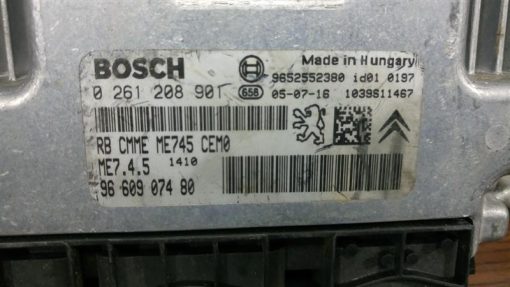 BOSCH
Made in Hungary
9652552380 id01 0197
0 261 208 901
658
05-07-16 1039S11467
RB CMME ME745 CEM0
ME7.4.5 1410
96 609 074 80